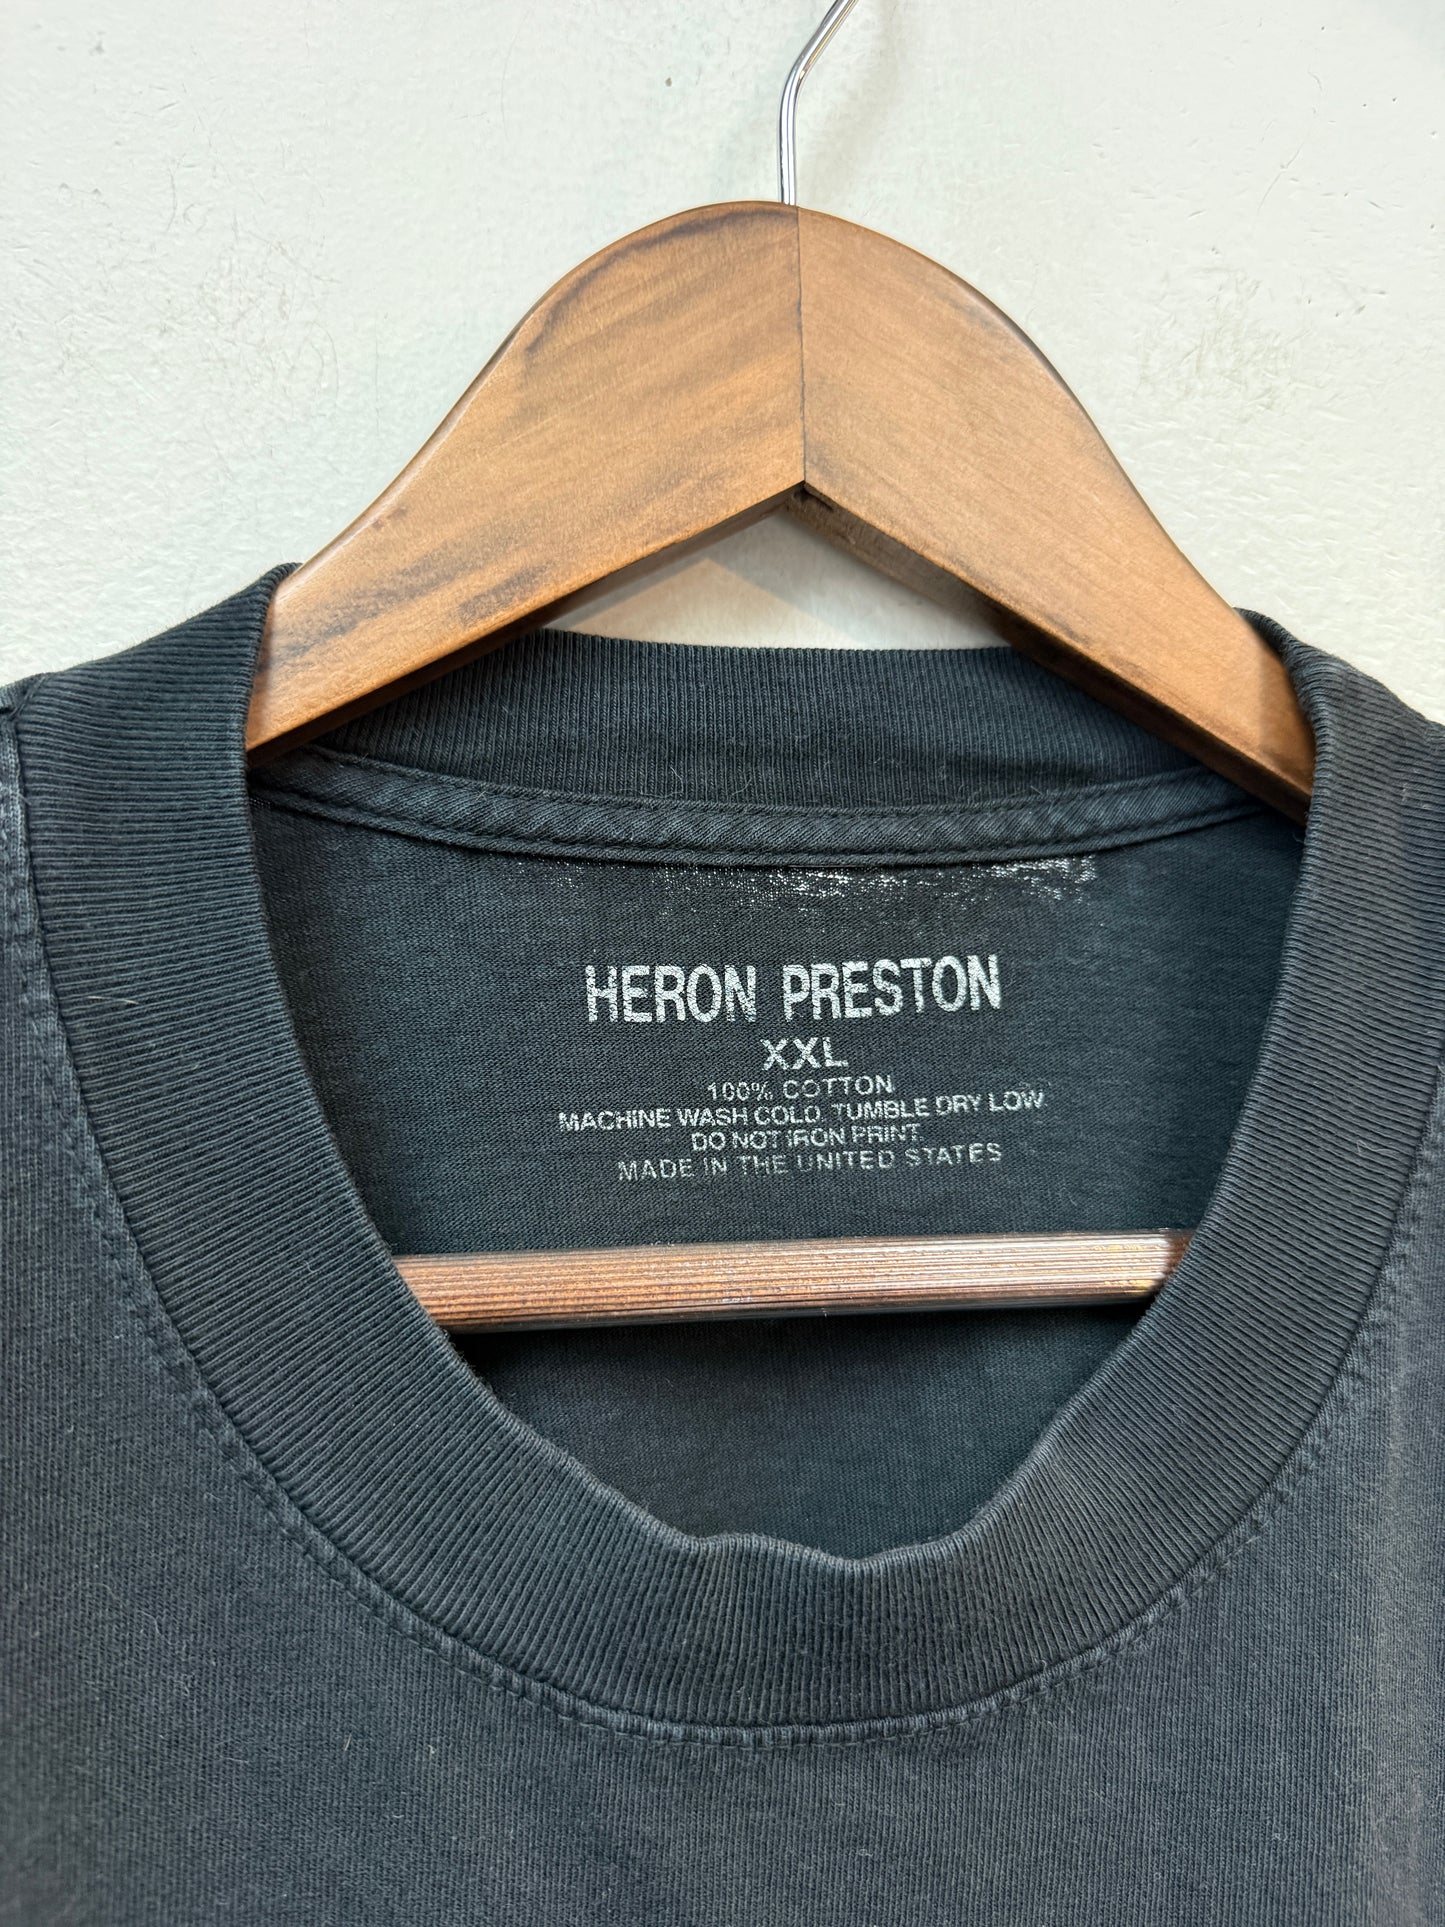 HERON PRESTON
XXL
100% COTTON
MACHINE WASH COLD. TUMBLE DRY LOW
DO NOT IRON PRINT.
MADE IN THE UNITED STATES